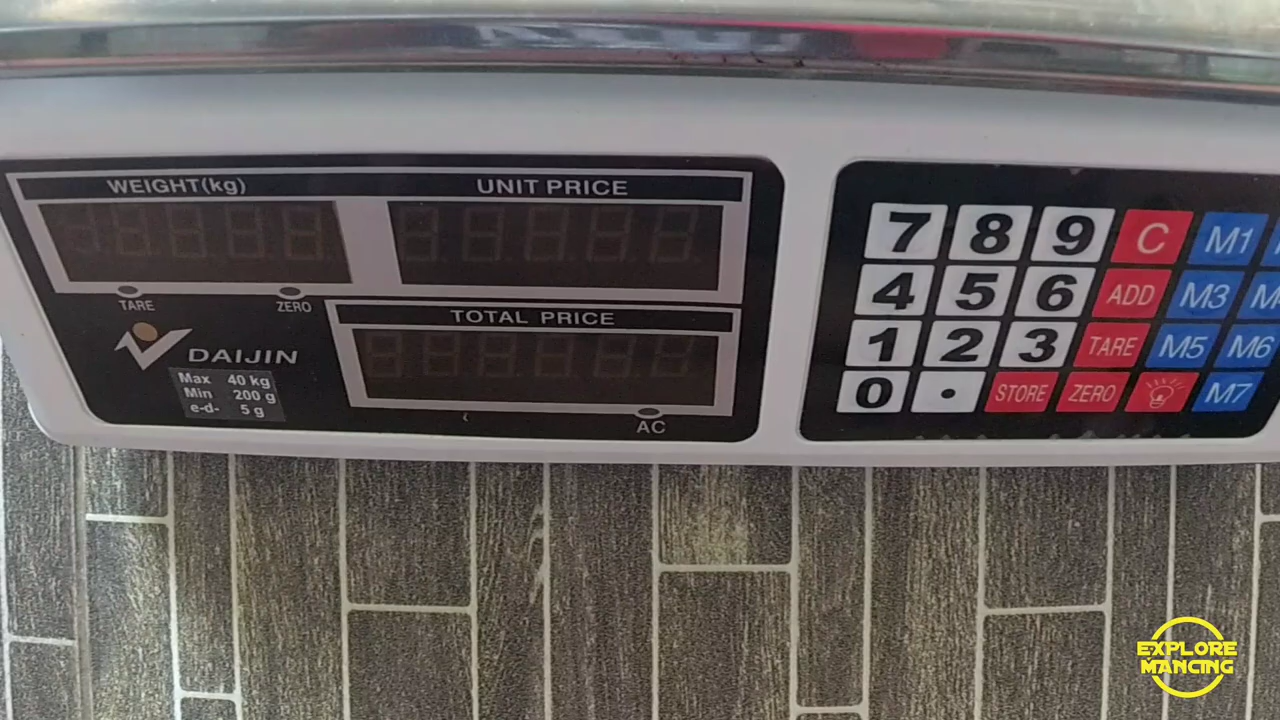 WEIGHT(kg) UNIT PRICE
TARE ZERO
TOTAL PRICE
DAIJIN
Max 40 kg
Min 200 g
e-d- 5 g
AC
7 8 9 C M1
4 5 6 ADD M3
1 2 3 TARE M5 M6
0 . STORE ZERO M7
EXPLORE
MANCING